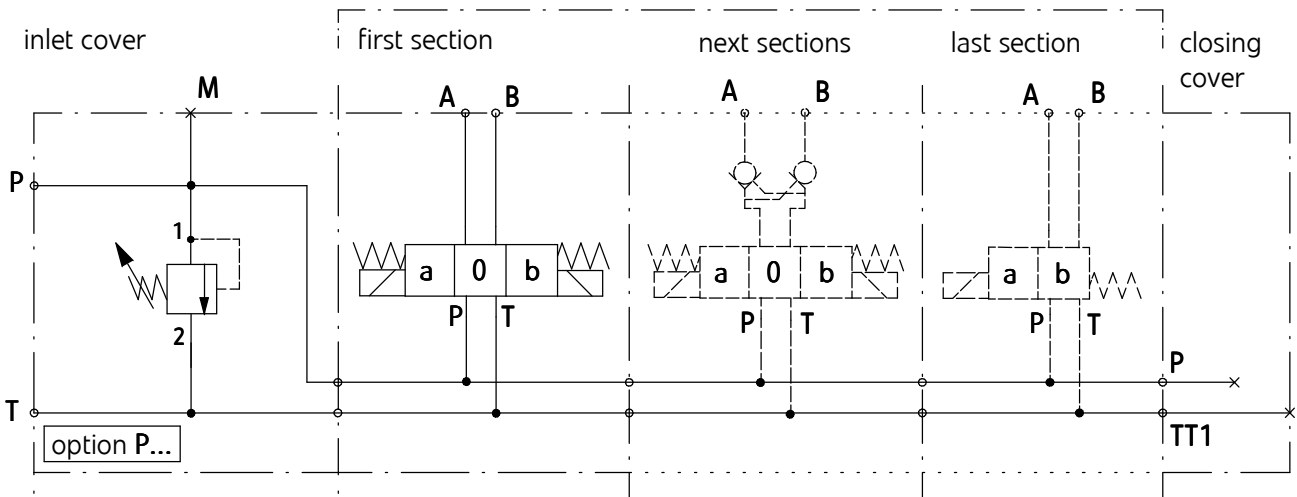 inlet cover
first section
next sections
last section
closing
cover
M
A B
A B
A B
P
1
a 0 b
a 0 b
a b
2
P T
P T
P T
P
T
TT1
option P...